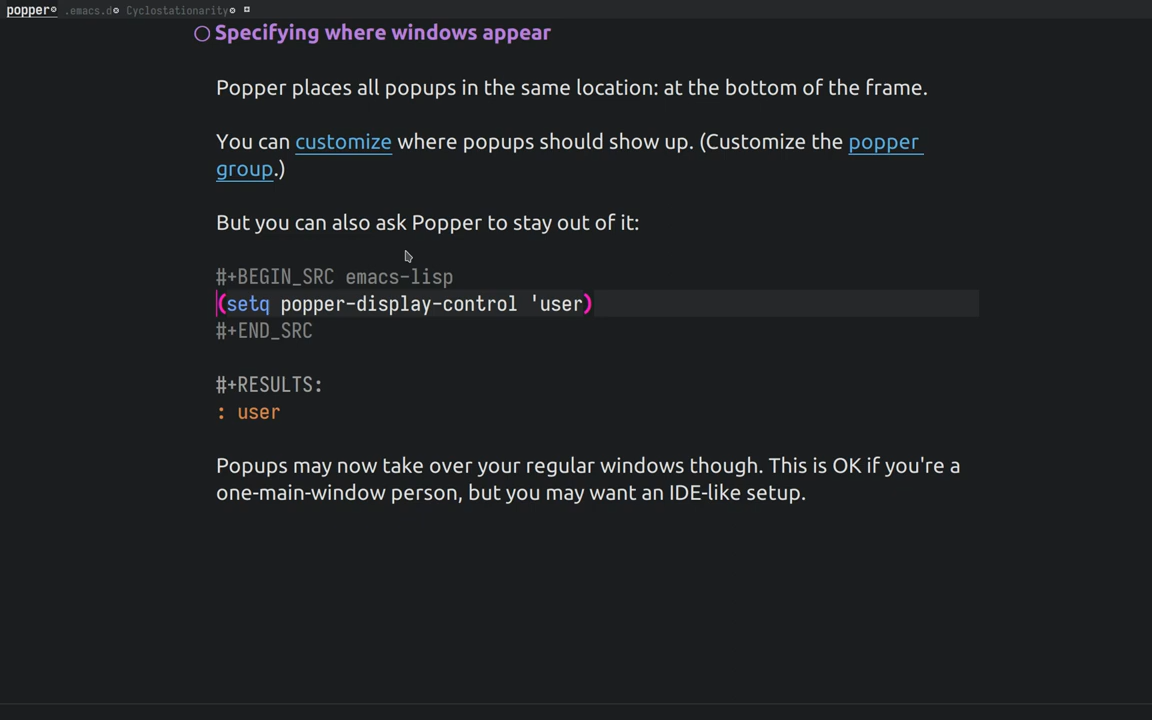 popper .emacs.d Cyclostationarity
Specifying where windows appear
Popper places all popups in the same location: at the bottom of the frame.
You can customize where popups should show up. (Customize the popper
group.)
But you can also ask Popper to stay out of it:
#+BEGIN_SRC emacs-lisp
(setq popper-display-control 'user)
#+END_SRC
#+RESULTS:
: user
Popups may now take over your regular windows though. This is OK if you're a
one-main-window person, but you may want an IDE-like setup.